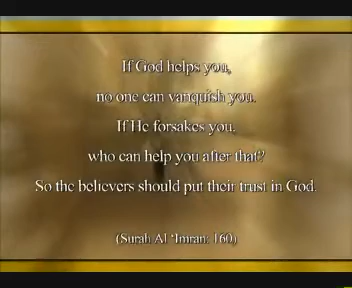 If God helps you,
no one can vanquish you.
If He forsakes you,
who can help you after that?
So the believers should put their trust in God.
(Surah Al 'Imran: 160)